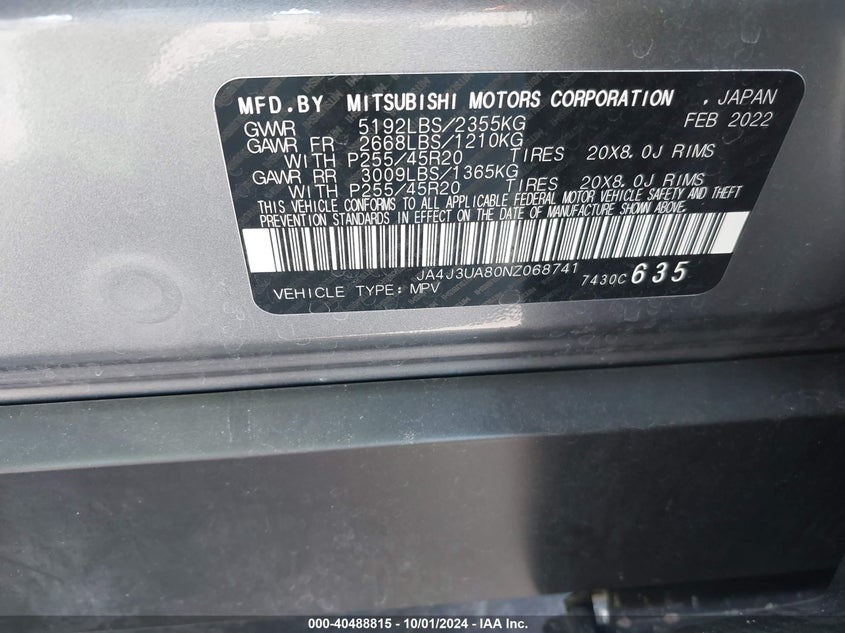 MFD.BY MITSUBISHI MOTORS CORPORATION , JAPAN
GVWR 5192LBS/2355KG FEB 2022
GAWR FR 2668LBS/1210KG
WITH P255/45R20 TIRES 20X8.0J RIMS
GAWR RR 3009LBS/1365KG
WITH P255/45R20 TIRES 20X8.0J RIMS
THIS VEHICLE CONFORMS TO ALL APPLICABLE FEDERAL MOTOR VEHICLE SAFETY AND THEFT
PREVENTION STANDARDS IN EFFECT ON THE DATE OF MANUFACTURE SHOWN ABOVE.
JA4J3UA80NZ068741
VEHICLE TYPE: MPV 7430C 635
000-40488815 - 10/01/2024 - IAA Inc.